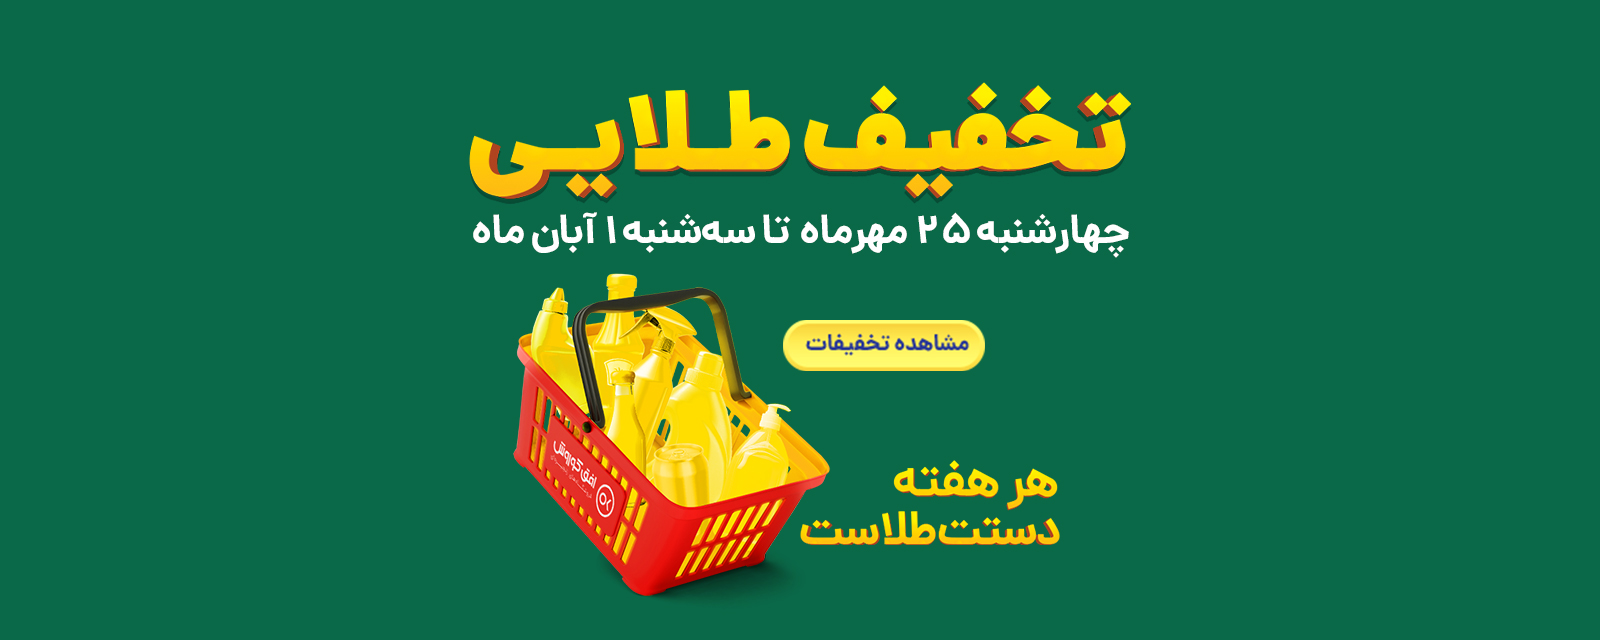 تخفیف طلایی
چهارشنبه ۲۵ مهرماه تا سه‌شنبه ۱ آبان ماه
مشاهده تخفیفات
افق کوروش
هر هفته
دستت‌طلاست